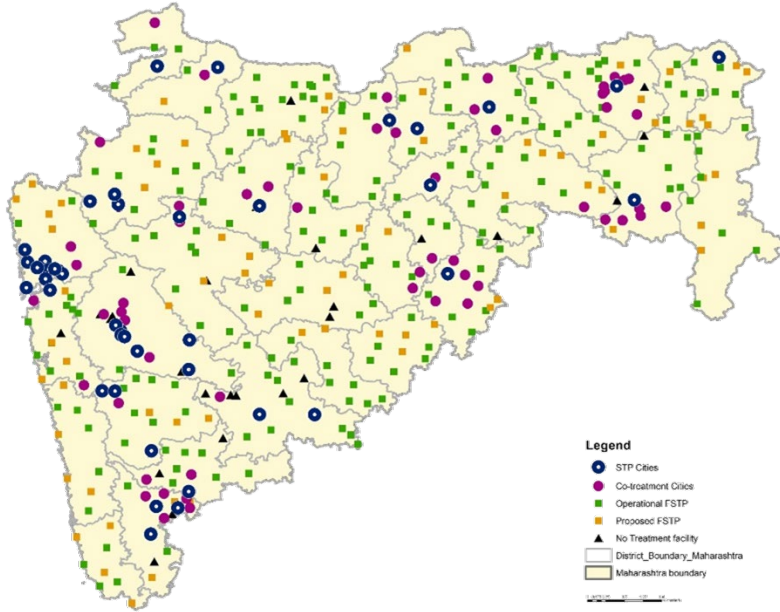 Legend
STP Cities
Co-treatment Cities
Operational FSTP
Proposed FSTP
No Treatment facility
District_Boundary_Maharashtra
Maharashtra boundary